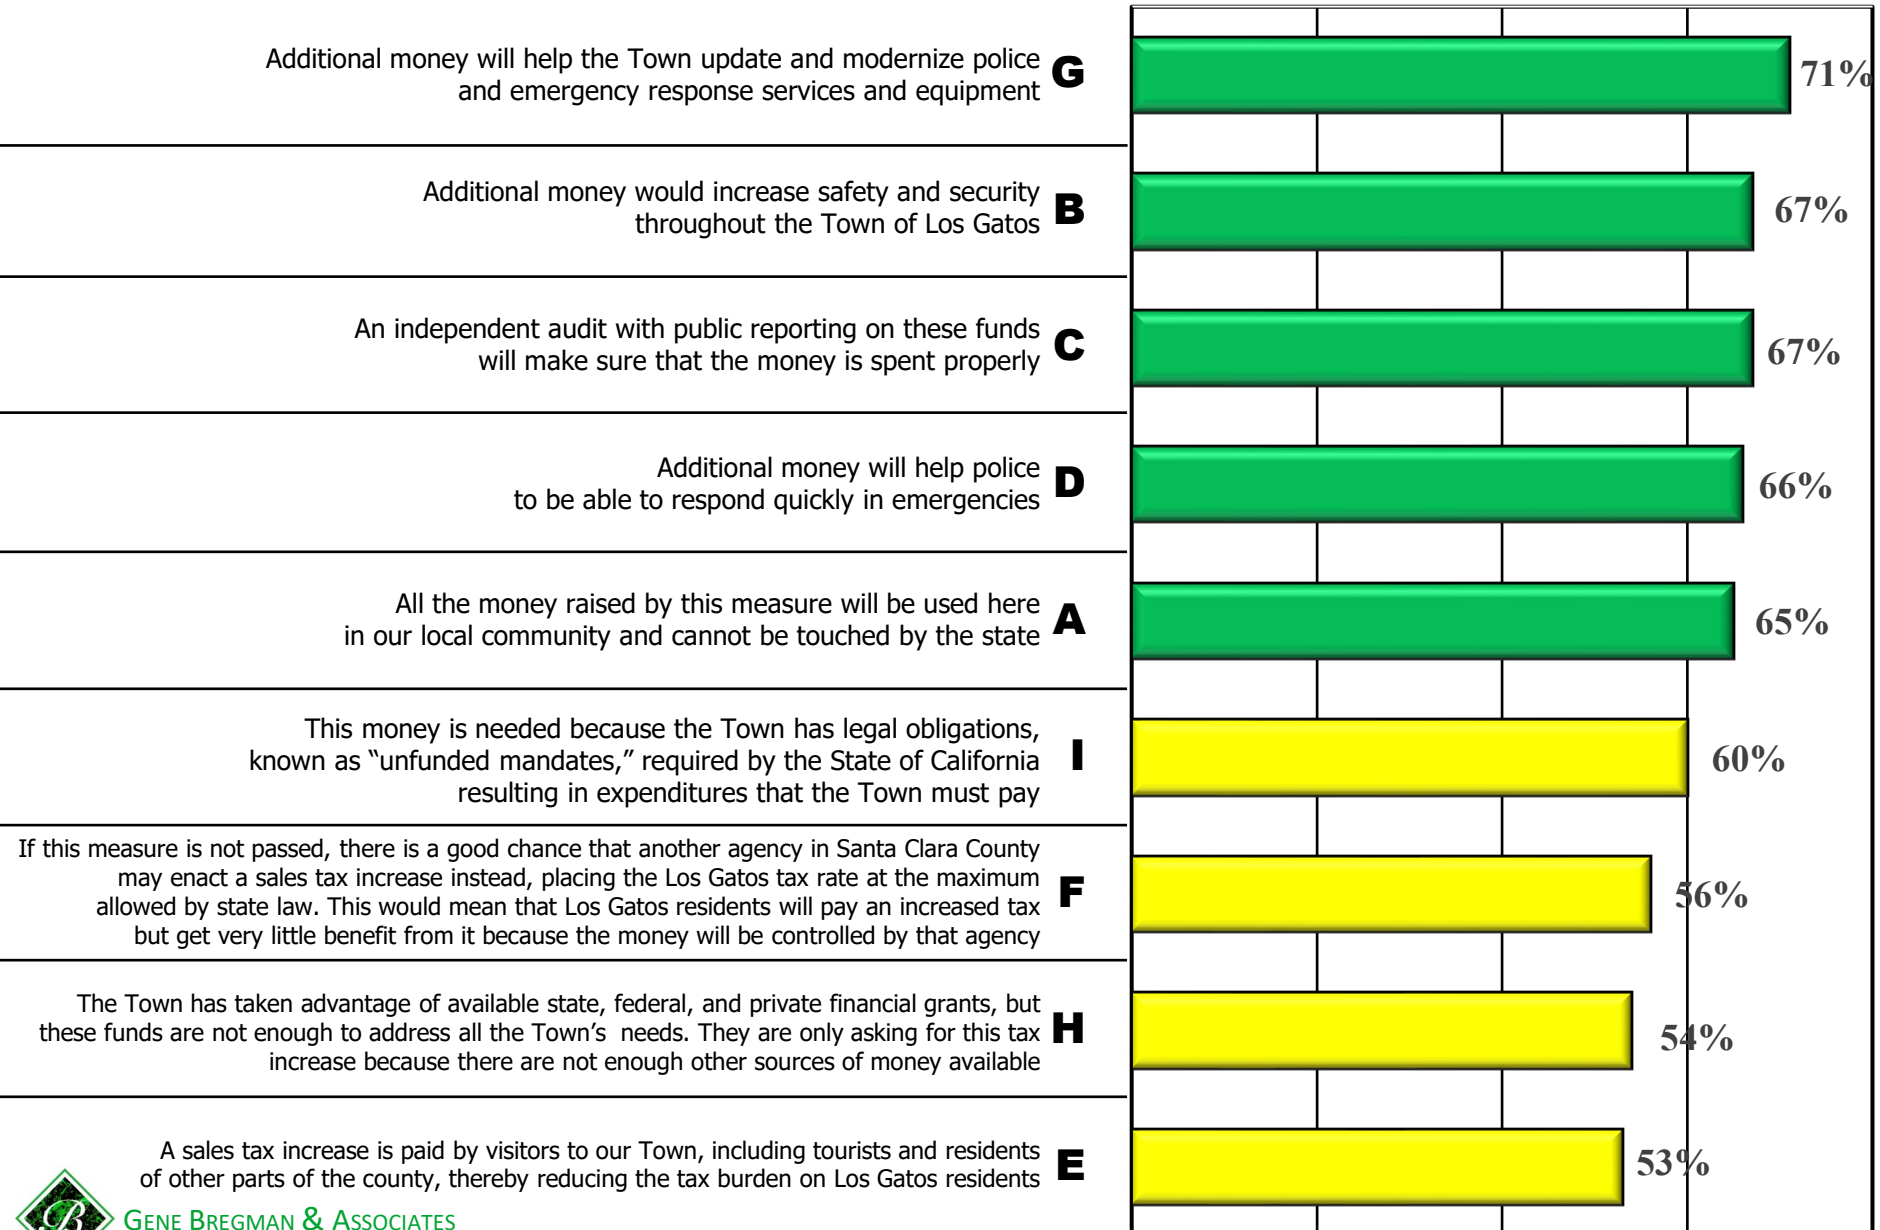 Additional money will help the Town update and modernize police
and emergency response services and equipment
G
71%
Additional money would increase safety and security
throughout the Town of Los Gatos
B
67%
An independent audit with public reporting on these funds
will make sure that the money is spent properly
C
67%
Additional money will help police
to be able to respond quickly in emergencies
D
66%
All the money raised by this measure will be used here
in our local community and cannot be touched by the state
A
65%
This money is needed because the Town has legal obligations,
known as “unfunded mandates,” required by the State of California
resulting in expenditures that the Town must pay
I
60%
If this measure is not passed, there is a good chance that another agency in Santa Clara County
may enact a sales tax increase instead, placing the Los Gatos tax rate at the maximum
allowed by state law. This would mean that Los Gatos residents will pay an increased tax
but get very little benefit from it because the money will be controlled by that agency
F
56%
The Town has taken advantage of available state, federal, and private financial grants, but
these funds are not enough to address all the Town’s  needs. They are only asking for this tax
increase because there are not enough other sources of money available
H
54%
A sales tax increase is paid by visitors to our Town, including tourists and residents
of other parts of the county, thereby reducing the tax burden on Los Gatos residents
E
53%
B
GENE BREGMAN & ASSOCIATES